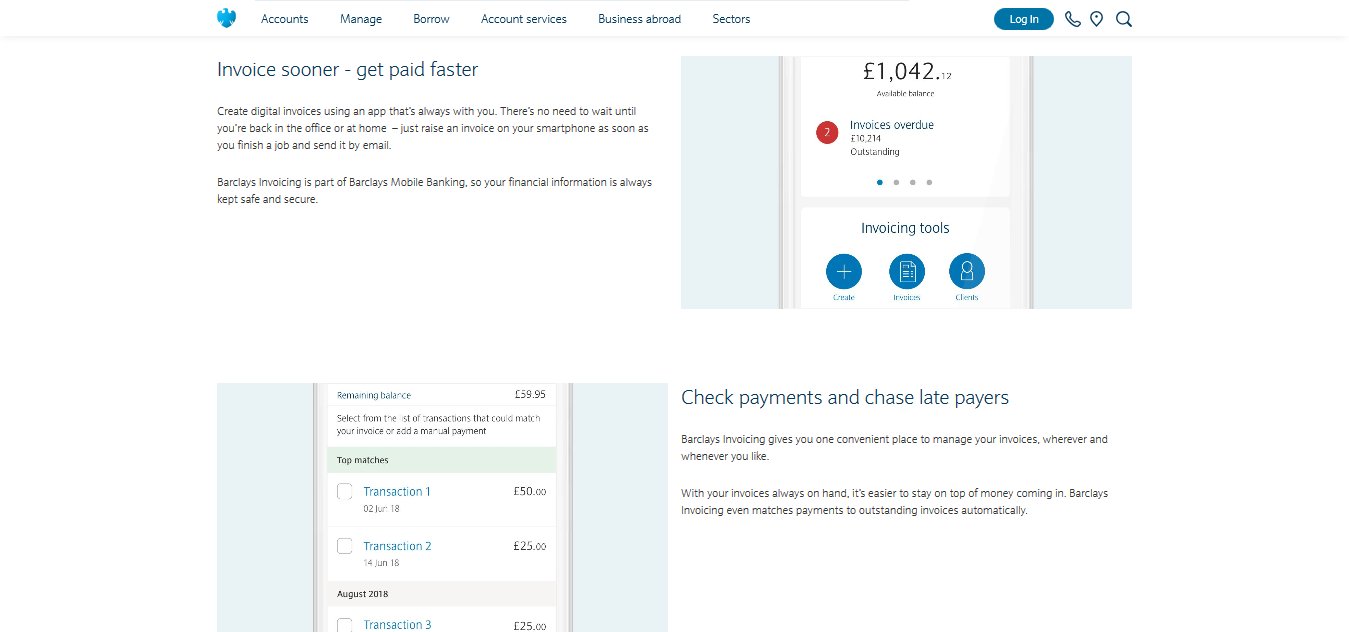 Accounts
Manage
Borrow
Account services
Business abroad
Sectors
Log In
Invoice sooner - get paid faster
Create digital invoices using an app that's always with you. There's no need to wait until
you're back in the office or at home – just raise an invoice on your smartphone as soon as
you finish a job and send it by email.
Barclays Invoicing is part of Barclays Mobile Banking, so your financial information is always
kept safe and secure.
£1,042.12
Available balance
2
Invoices overdue
£10,214
Outstanding
Invoicing tools
Create
Invoices
Clients
Remaining balance £59.95
Select from the list of transactions that could match
your invoice or add a manual payment
Top matches
Transaction 1 £50.00
02 Jun 18
Transaction 2 £25.00
14 Jun 18
August 2018
Transaction 3 £25.00
Check payments and chase late payers
Barclays Invoicing gives you one convenient place to manage your invoices, wherever and
whenever you like.
With your invoices always on hand, it's easier to stay on top of money coming in. Barclays
Invoicing even matches payments to outstanding invoices automatically.